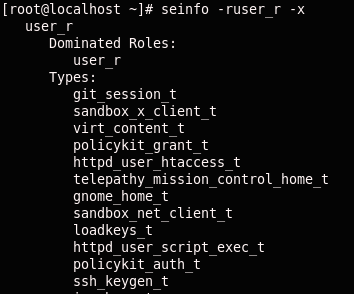 [root@localhost ~]# seinfo -ruser_r -x
user_r
Dominated Roles:
user_r
Types:
git_session_t
sandbox_x_client_t
virt_content_t
policykit_grant_t
httpd_user_htaccess_t
telepathy_mission_control_home_t
gnome_home_t
sandbox_net_client_t
loadkeys_t
httpd_user_script_exec_t
policykit_auth_t
ssh_keygen_t